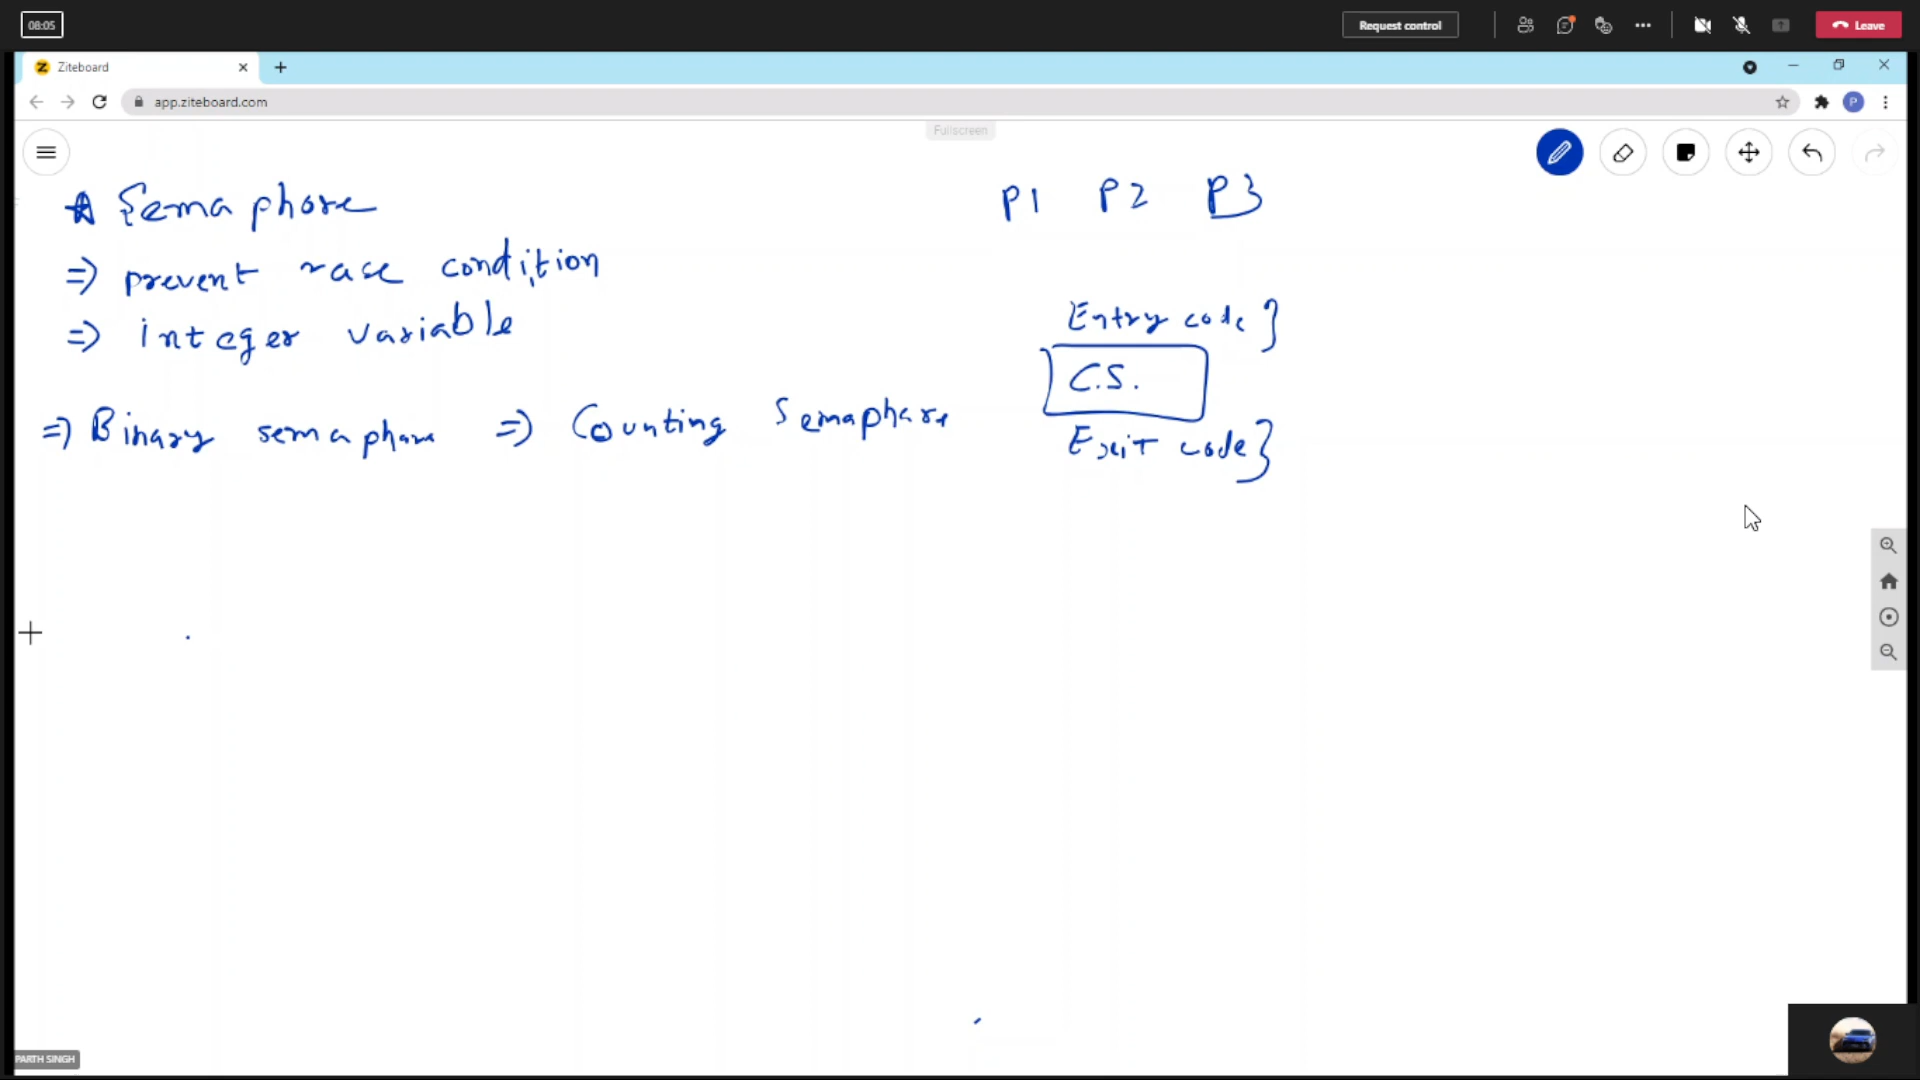 08:05
Request control
Leave
Ziteboard
app.ziteboard.com
P
Fullscreen
Semaphore
P1 P2 P3
=> prevent rase condition
=> integer variable
Entry code }
C.S.
=> Binary semaphore => Counting Semaphore
Exit code }
PARTH SINGH